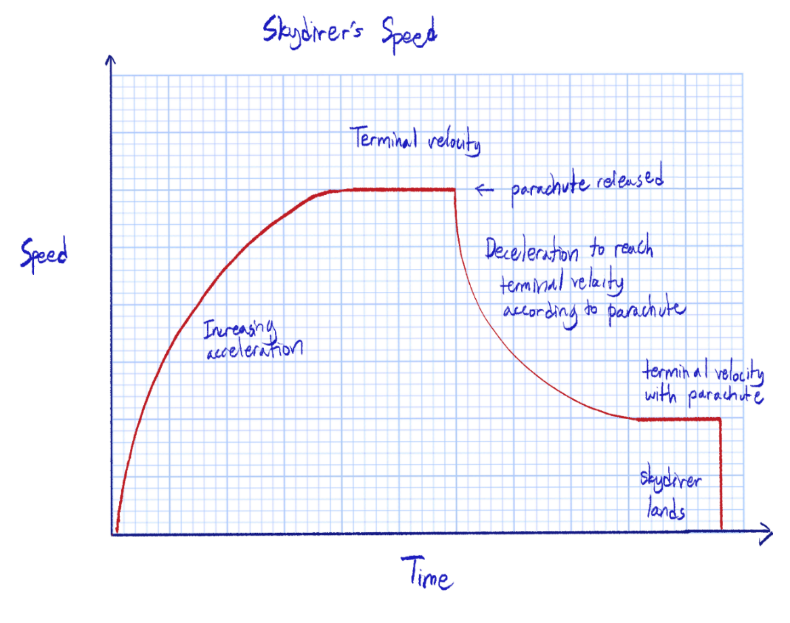 Skydiver's Speed
Terminal velocity
← parachute released
Speed
Deceleration to reach
terminal velocity
according to parachute
Increasing
acceleration
terminal velocity
with parachute
skydiver
lands
Time